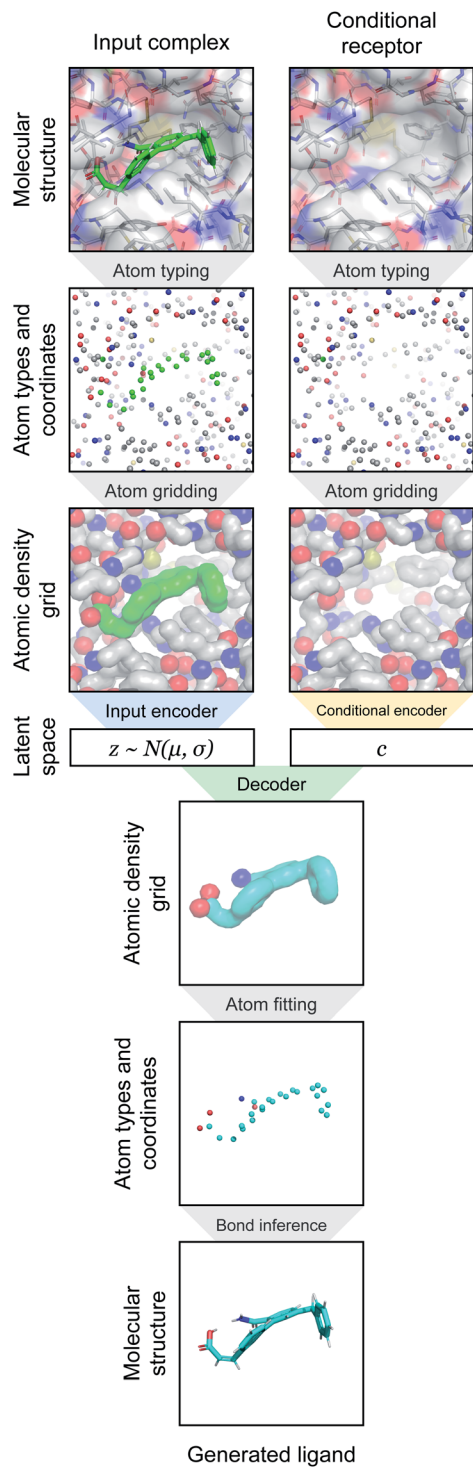 Input complex
Conditional
receptor
Molecular
structure
Atom typing
Atom typing
Atom types and
coordinates
Atom gridding
Atom gridding
Atomic density
grid
Input encoder
Conditional encoder
Latent
space
z ~ N(μ, σ)
c
Decoder
Atomic density
grid
Atom fitting
Atom types and
coordinates
Bond inference
Molecular
structure
Generated ligand